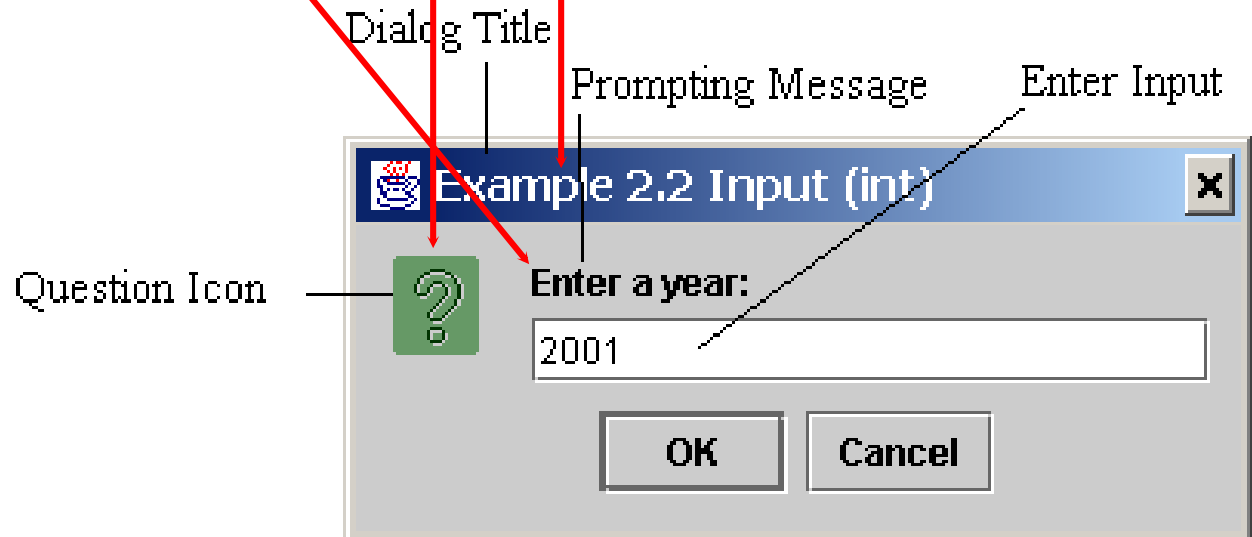 Dialog Title
Prompting Message
Enter Input
Example 2.2 Input (int)
Question Icon
Enter a year:
2001
OK
Cancel